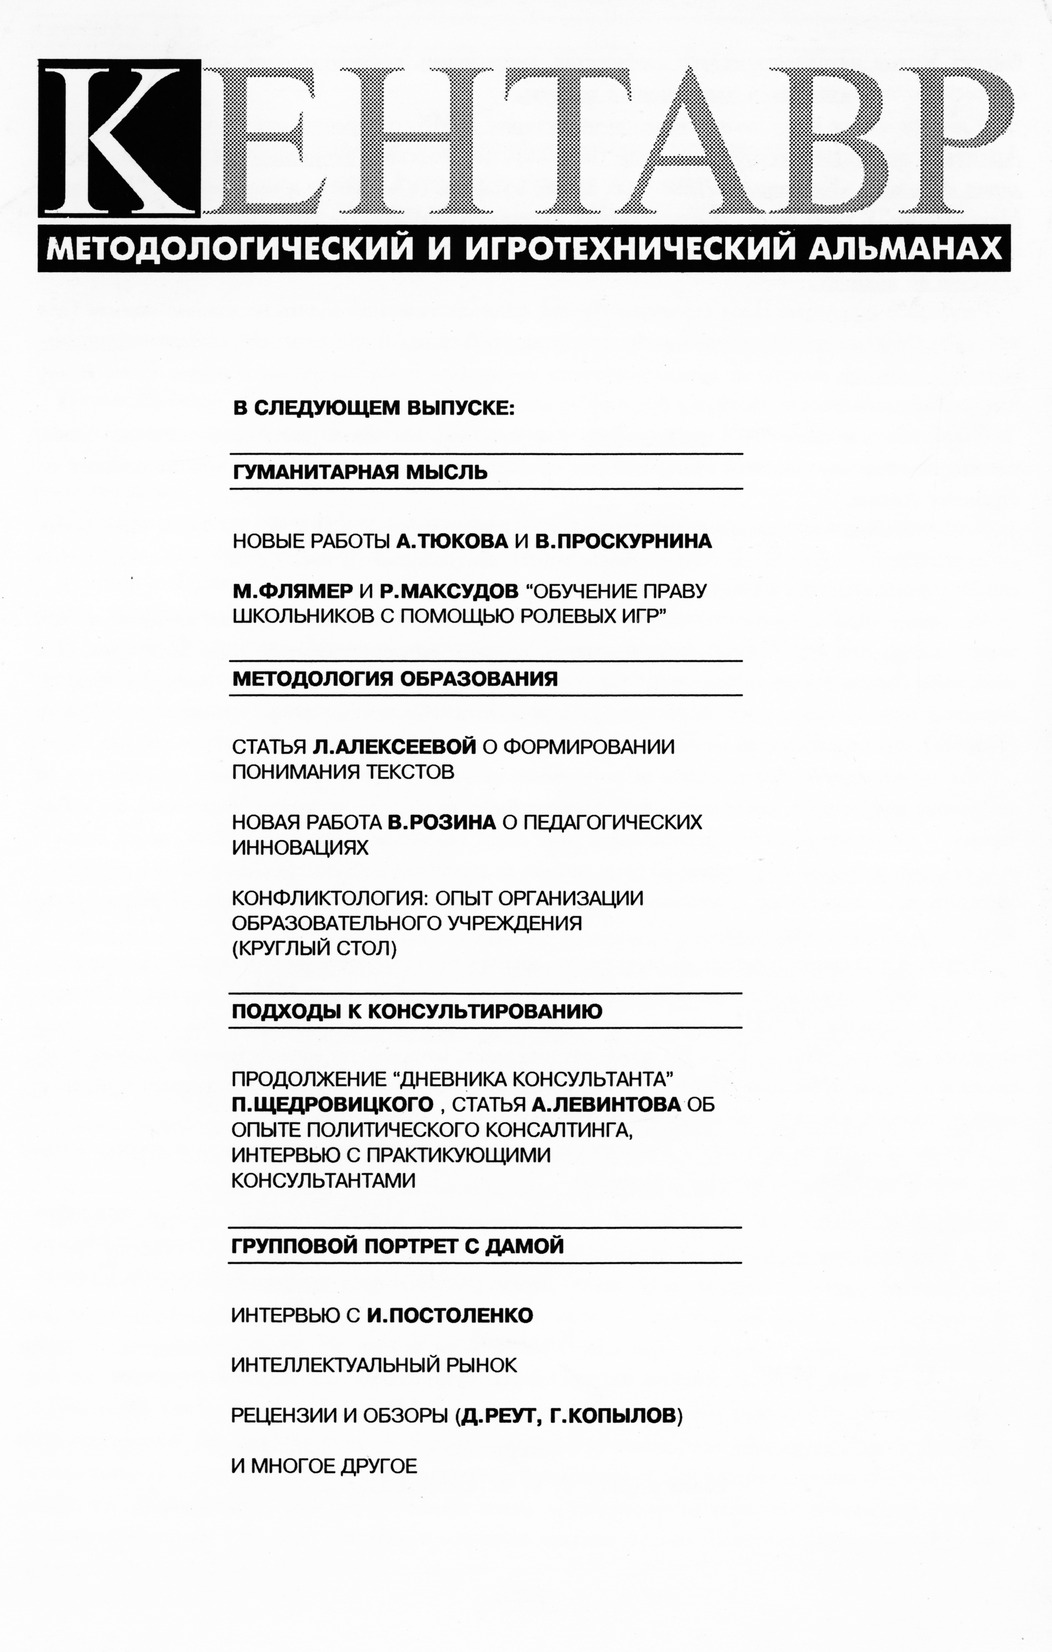 КЕНТАВР
МЕТОДОЛОГИЧЕСКИЙ И ИГРОТЕХНИЧЕСКИЙ АЛЬМАНАХ
В СЛЕДУЮЩЕМ ВЫПУСКЕ:
ГУМАНИТАРНАЯ МЫСЛЬ
НОВЫЕ РАБОТЫ А.ТЮКОВА И В.ПРОСКУРНИНА
М.ФЛЯМЕР И Р.МАКСУДОВ “ОБУЧЕНИЕ ПРАВУ
ШКОЛЬНИКОВ С ПОМОЩЬЮ РОЛЕВЫХ ИГР”
МЕТОДОЛОГИЯ ОБРАЗОВАНИЯ
СТАТЬЯ Л.АЛЕКСЕЕВОЙ О ФОРМИРОВАНИИ
ПОНИМАНИЯ ТЕКСТОВ
НОВАЯ РАБОТА В.РОЗИНА О ПЕДАГОГИЧЕСКИХ
ИННОВАЦИЯХ
КОНФЛИКТОЛОГИЯ: ОПЫТ ОРГАНИЗАЦИИ
ОБРАЗОВАТЕЛЬНОГО УЧРЕЖДЕНИЯ
(КРУГЛЫЙ СТОЛ)
ПОДХОДЫ К КОНСУЛЬТИРОВАНИЮ
ПРОДОЛЖЕНИЕ “ДНЕВНИКА КОНСУЛЬТАНТА”
П.ЩЕДРОВИЦКОГО , СТАТЬЯ А.ЛЕВИНТОВА ОБ
ОПЫТЕ ПОЛИТИЧЕСКОГО КОНСАЛТИНГА,
ИНТЕРВЬЮ С ПРАКТИКУЮЩИМИ
КОНСУЛЬТАНТАМИ
ГРУППОВОЙ ПОРТРЕТ С ДАМОЙ
ИНТЕРВЬЮ С И.ПОСТОЛЕНКО
ИНТЕЛЛЕКТУАЛЬНЫЙ РЫНОК
РЕЦЕНЗИИ И ОБЗОРЫ (Д.РЕУТ, Г.КОПЫЛОВ)
И МНОГОЕ ДРУГОЕ